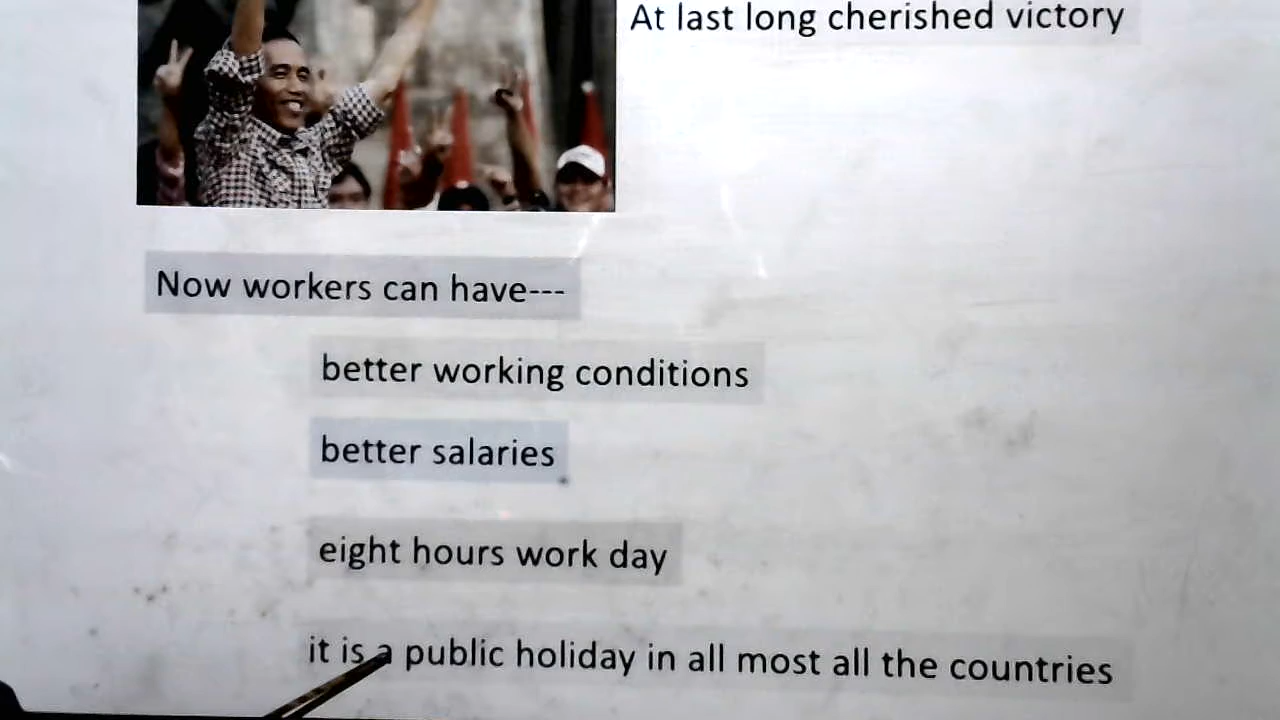 At last long cherished victory
Now workers can have---
better working conditions
better salaries
eight hours work day
it is a public holiday in all most all the countries